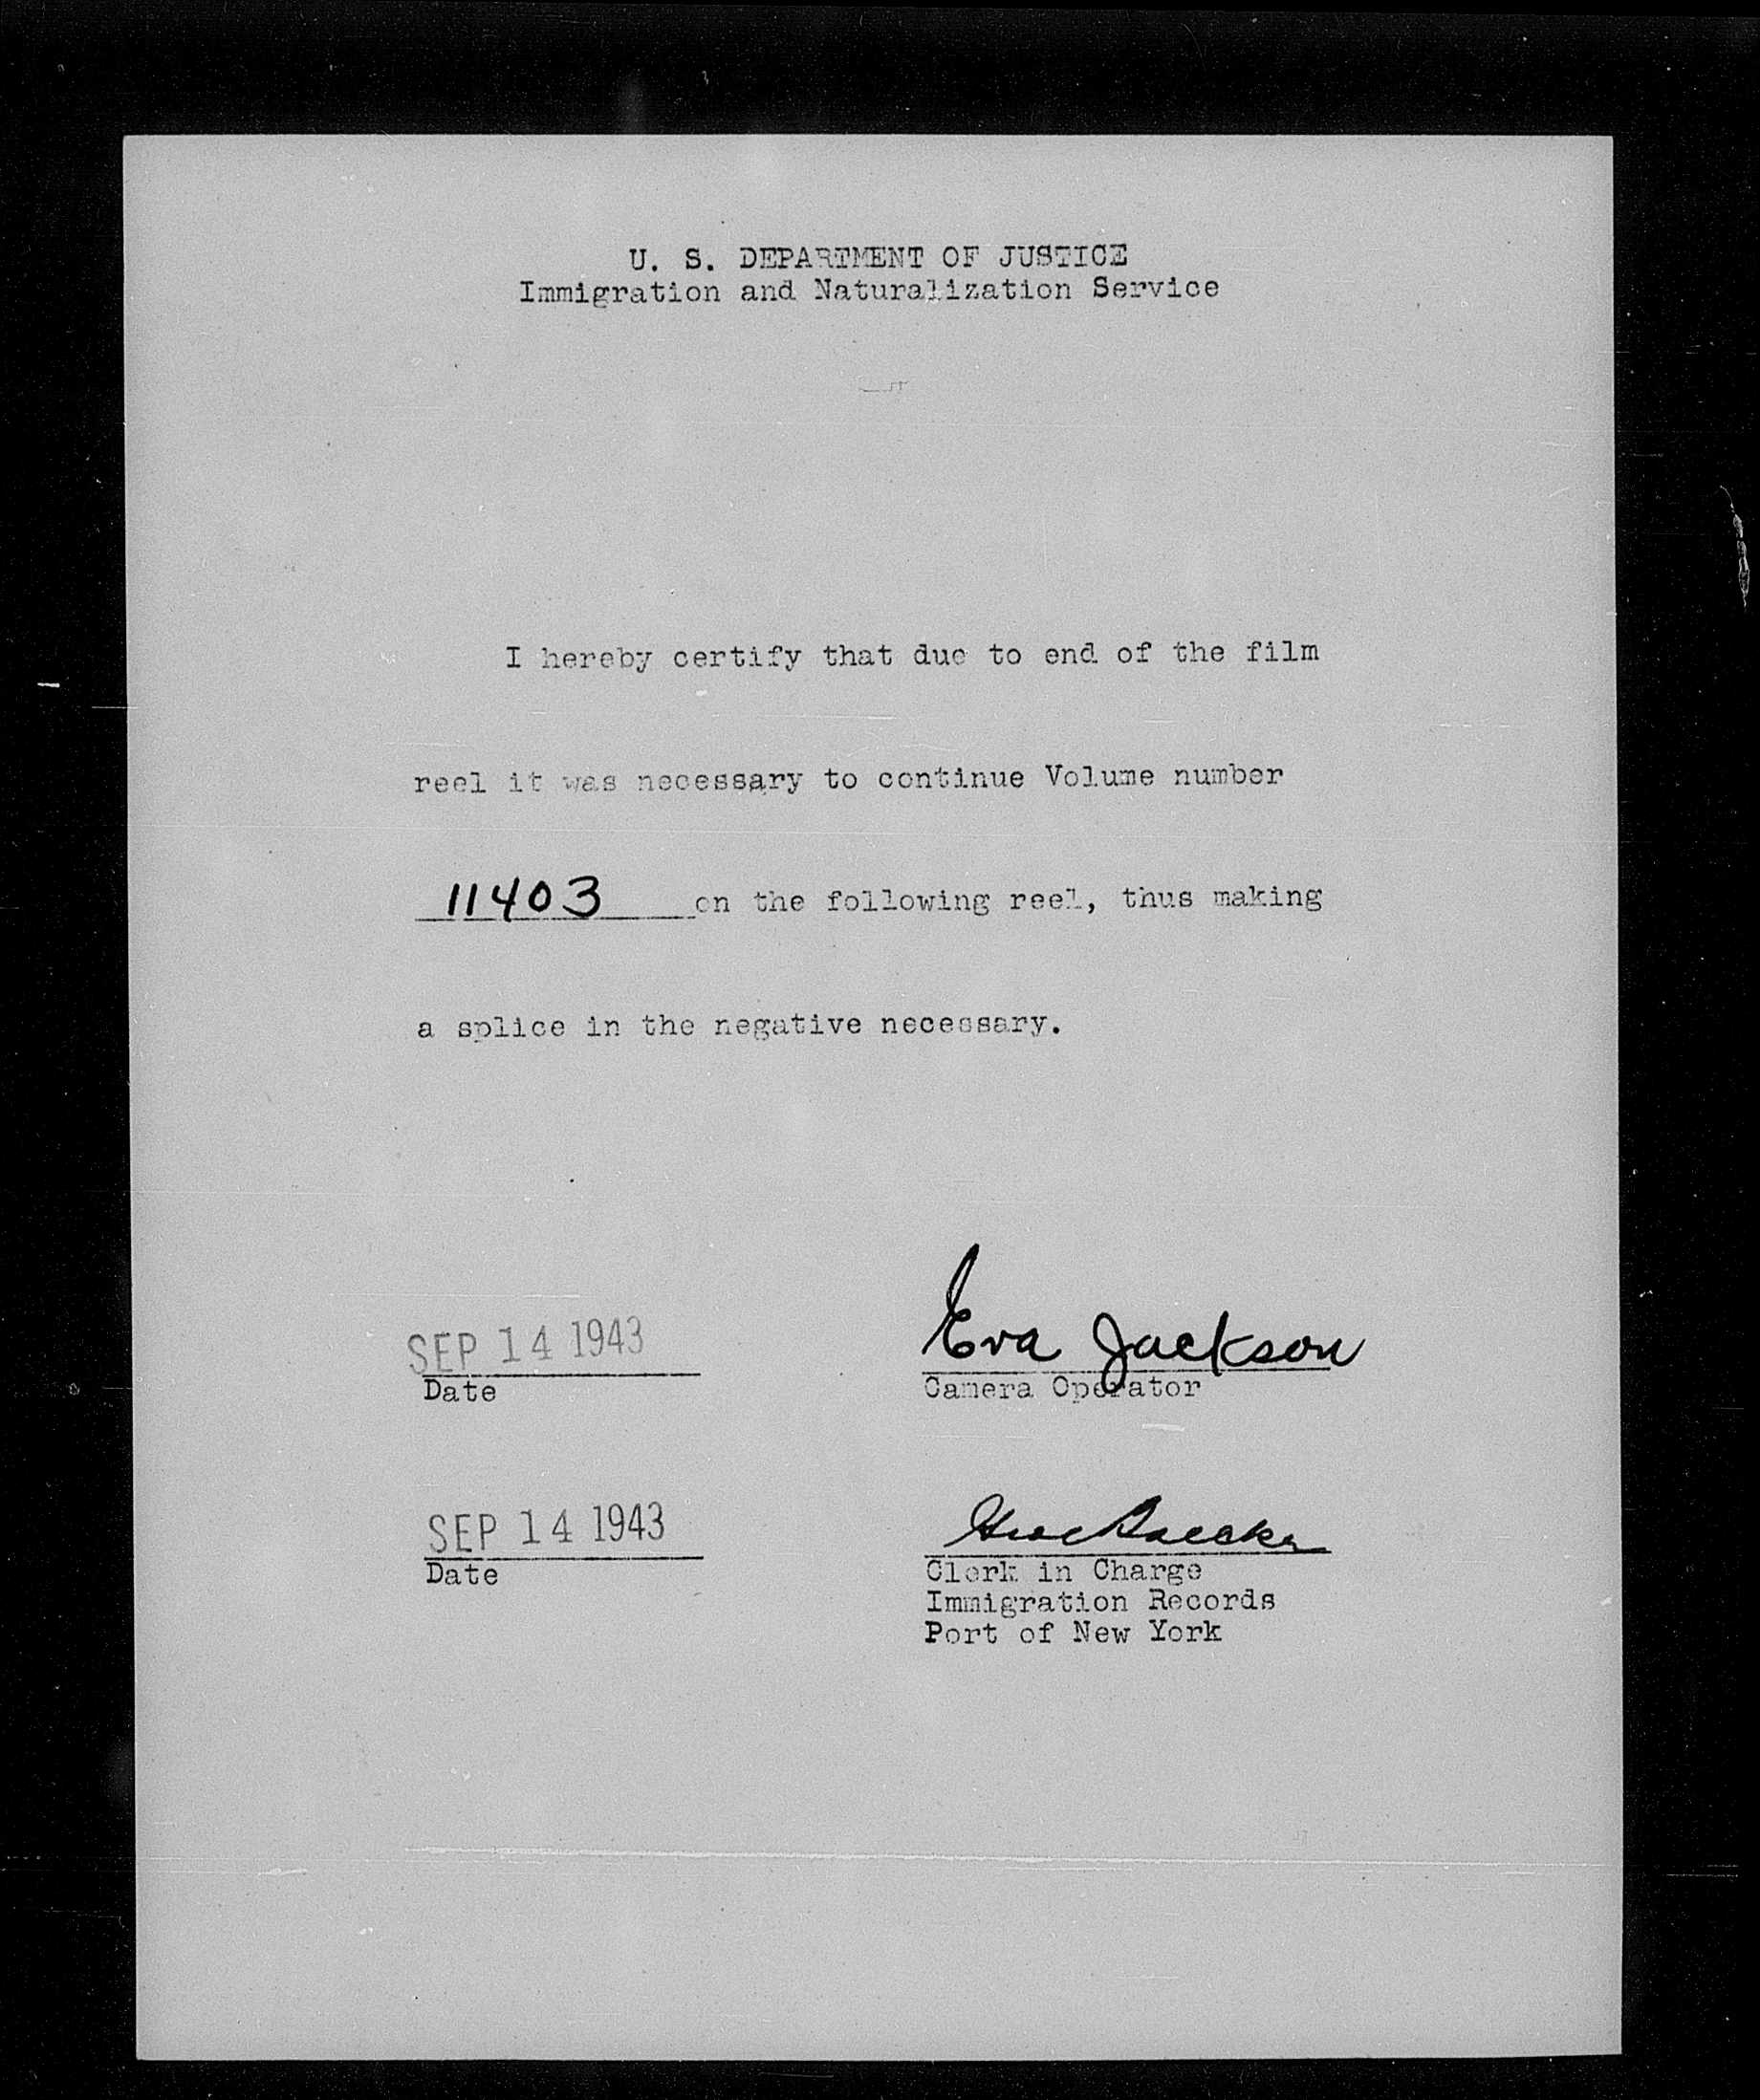 U. S. DEPARTMENT OF JUSTICE
Immigration and Naturalization Service
I hereby certify that due to end of the film
reel it was necessary to continue Volume number
11403 on the following reel, thus making
a splice in the negative necessary.
SEP 14 1943
Date
Eva Jackson
Camera Operator
SEP 14 1943
Date
Clerk in Charge
Immigration Records
Port of New York